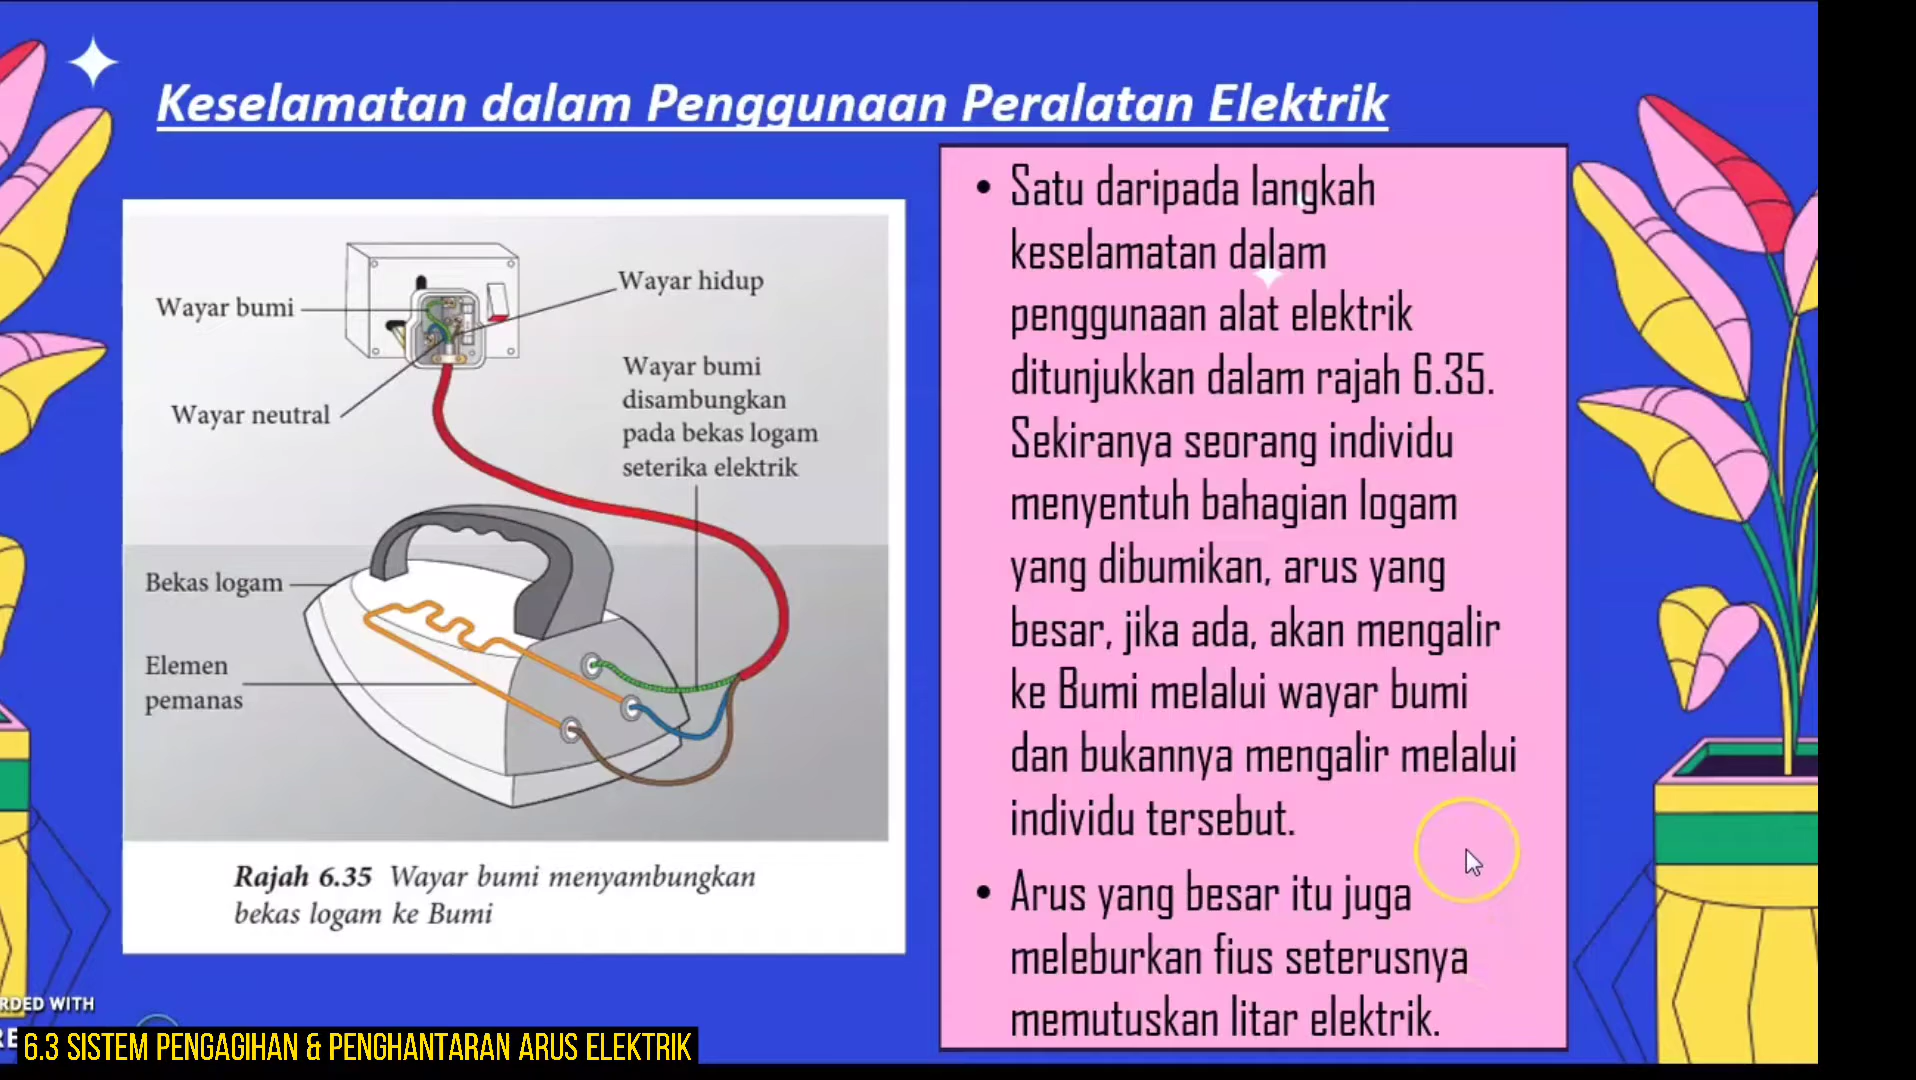 Keselamatan dalam Penggunaan Peralatan Elektrik
Wayar bumi
Wayar hidup
Wayar neutral
Wayar bumi
disambungkan
pada bekas logam
seterika elektrik
Bekas logam
Elemen
pemanas
Rajah 6.35 Wayar bumi menyambungkan
bekas logam ke Bumi
• Satu daripada langkah
keselamatan dalam
penggunaan alat elektrik
ditunjukkan dalam rajah 6.35.
Sekiranya seorang individu
menyentuh bahagian logam
yang dibumikan, arus yang
besar, jika ada, akan mengalir
ke Bumi melalui wayar bumi
dan bukannya mengalir melalui
individu tersebut.
• Arus yang besar itu juga
meleburkan fius seterusnya
memutuskan litar elektrik.
RDED WITH
6.3 SISTEM PENGAGIHAN & PENGHANTARAN ARUS ELEKTRIK